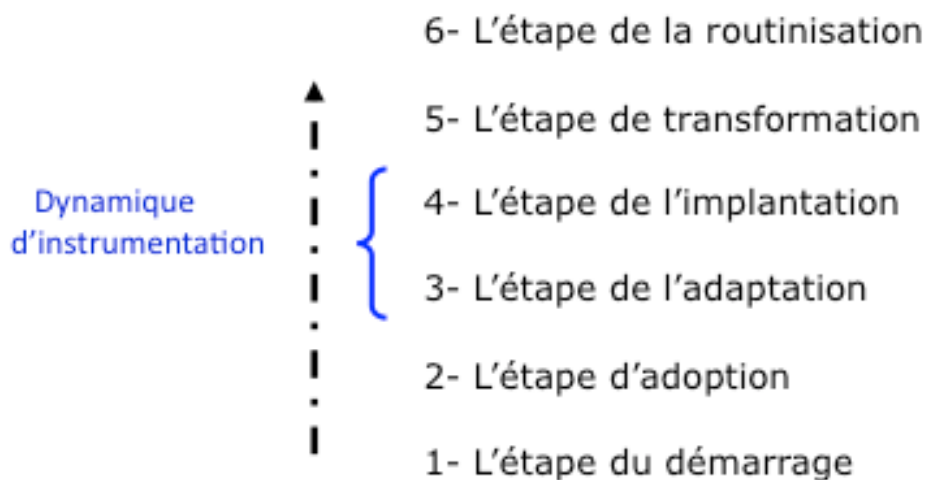 6- L’étape de la routinisation
5- L’étape de transformation
4- L’étape de l’implantation
3- L’étape de l’adaptation
2- L’étape d’adoption
1- L’étape du démarrage
Dynamique
d’instrumentation